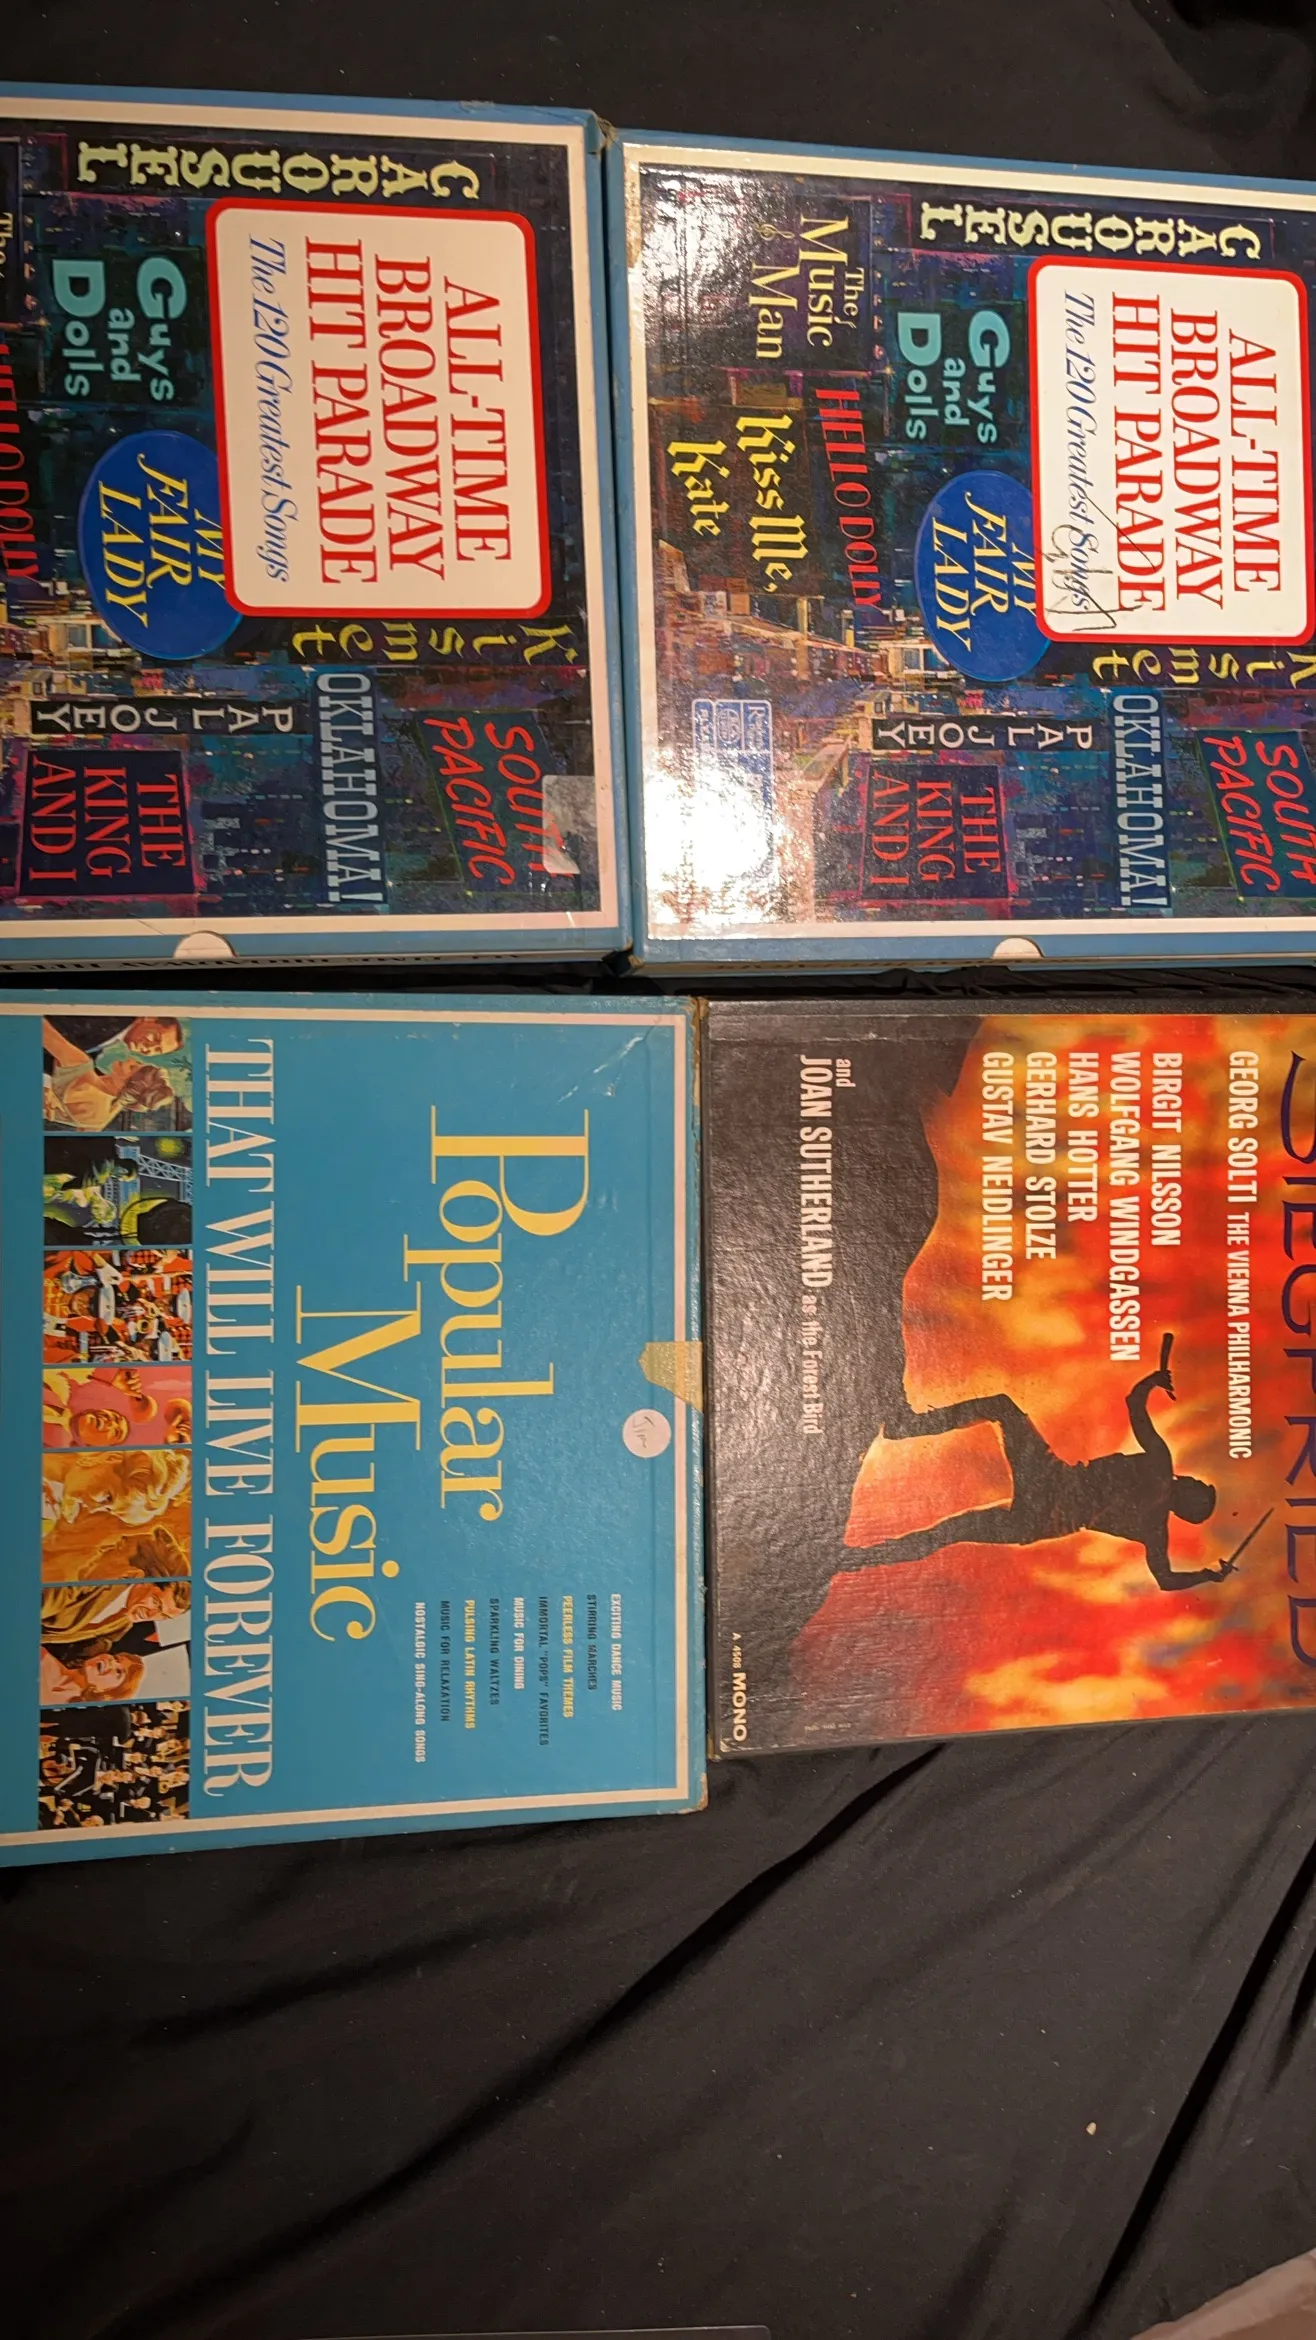 CAROUSEL
ALL-TIME
BROADWAY
HIT PARADE
The 120 Greatest Songs
Guys
and
Dolls
MY
FAIR
LADY
Kismet
SOUTH
PACIFIC
OKLAHOMA!
PAL
JOEY
THE
KING
AND I
CAROUSEL
ALL-TIME
BROADWAY
HIT PARADE
The 120 Greatest Songs
Guys
and
Dolls
The
Music
Man
HELLO DOLLY
Kiss Me,
Kate
MY
FAIR
LADY
Kismet
SOUTH
PACIFIC
OKLAHOMA!
PAL
JOEY
THE
KING
AND I
SIEGFRIED
GEORG SOLTI THE VIENNA PHILHARMONIC
BIRGIT NILSSON
WOLFGANG WINDGASSEN
HANS HOTTER
GERHARD STOLZE
GUSTAV NEIDLINGER
and
JOAN SUTHERLAND as the Forest Bird
A 4508 MONO
Jim
EXCITING DANCE MUSIC
STIRRING MARCHES
PEERLESS FILM THEMES
IMMORTAL "POPS" FAVORITES
MUSIC FOR DINING
SPARKLING WALTZES
PULSING LATIN RHYTHMS
MUSIC FOR RELAXATION
NOSTALGIC SING-ALONG SONGS
Popular
Music
THAT WILL LIVE FOREVER